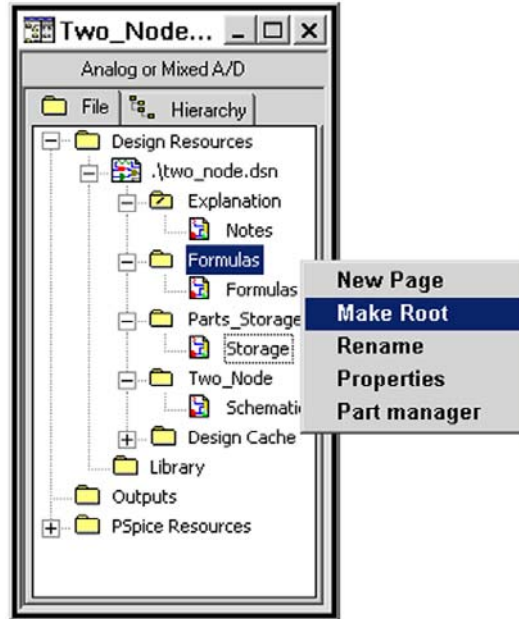 Two_Node...
Analog or Mixed A/D
File Hierarchy
Design Resources
.\two_node.dsn
Explanation
Notes
Formulas
Formulas
Parts_Storage
Storage
Two_Node
Schemati
Design Cache
Library
Outputs
PSpice Resources
New Page
Make Root
Rename
Properties
Part manager